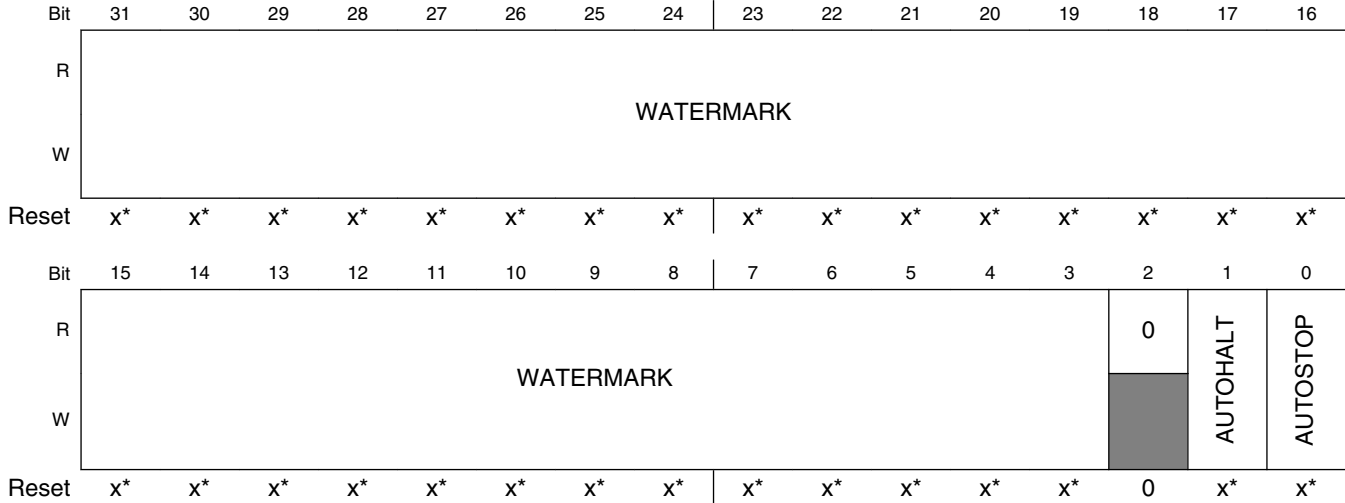 Bit 31 30 29 28 27 26 25 24 23 22 21 20 19 18 17 16
R
WATERMARK
W
Reset x* x* x* x* x* x* x* x* x* x* x* x* x* x* x* x*
Bit 15 14 13 12 11 10 9 8 7 6 5 4 3 2 1 0
R 0
WATERMARK AUTOHALT AUTOSTOP
W
Reset x* x* x* x* x* x* x* x* x* x* x* x* x* 0 x* x*